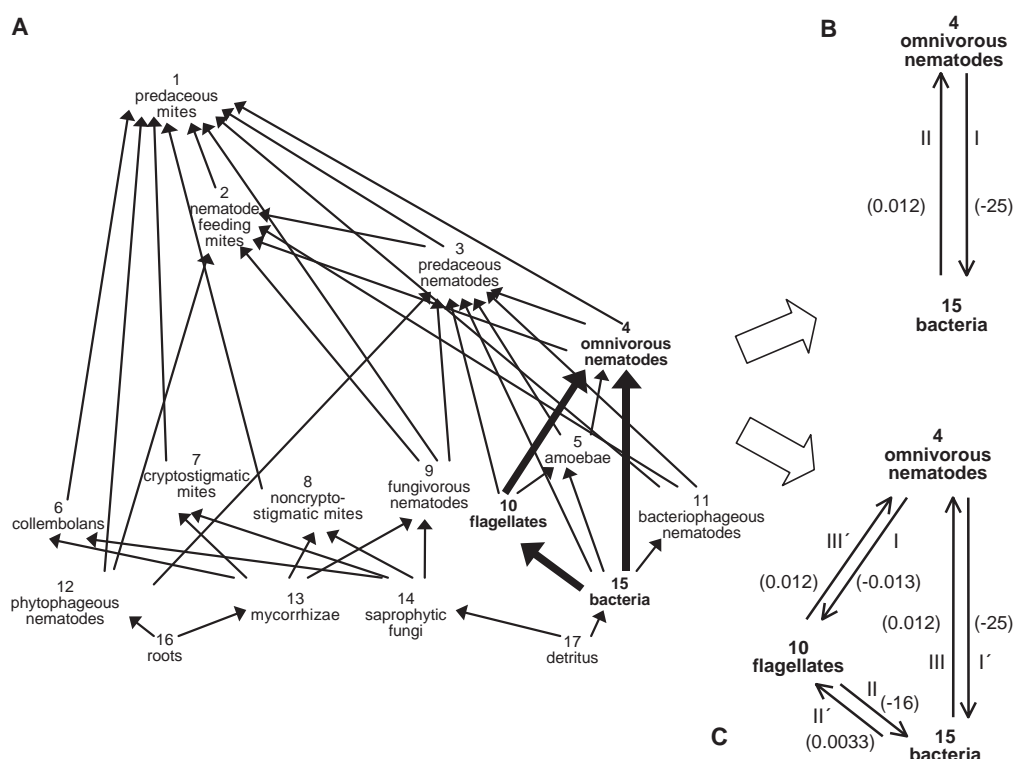 A
1
predaceous
mites
2
nematode
feeding
mites
3
predaceous
nematodes
4
omnivorous
nematodes
5
amoebae
6
collembolans
7
cryptostigmatic
mites
8
noncrypto-
stigmatic mites
9
fungivorous
nematodes
10
flagellates
11
bacteriophageous
nematodes
12
phytophageous
nematodes
13
mycorrhizae
14
saprophytic
fungi
15
bacteria
16
roots
17
detritus
B
4
omnivorous
nematodes
II
I
(0.012)
(-25)
15
bacteria
4
omnivorous
nematodes
III´
I
(0.012)
(-0.013)
(0.012)
(-25)
10
flagellates
III
I´
II
(-16)
II´
(0.0033)
C
15
bacteria